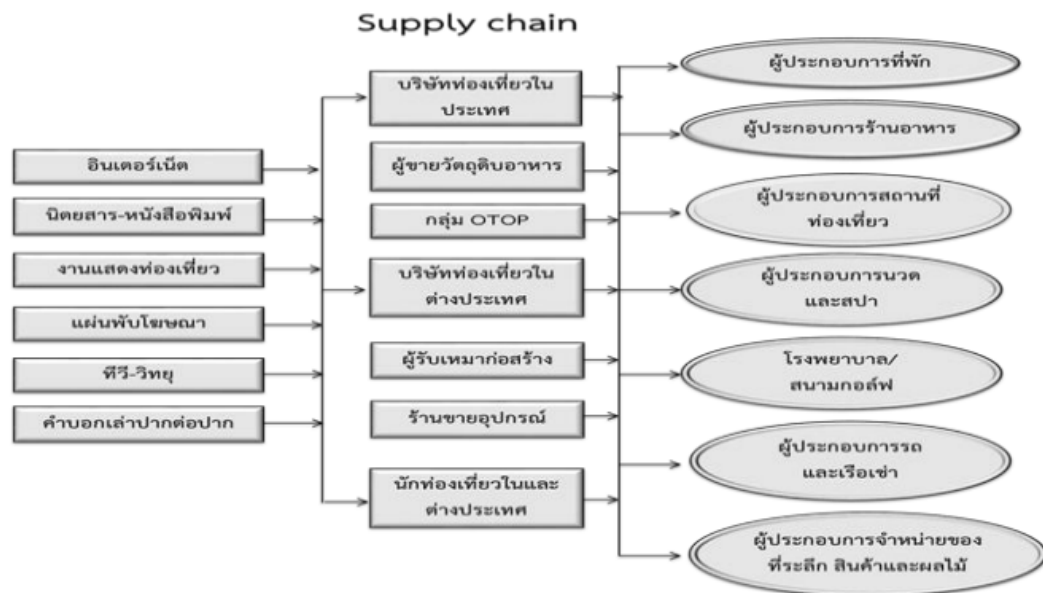 Supply chain
อินเตอร์เน็ต
นิตยสาร-หนังสือพิมพ์
งานแสดงท่องเที่ยว
แผ่นพับโฆษณา
ทีวี-วิทยุ
คำบอกเล่าปากต่อปาก
บริษัทท่องเที่ยวใน
ประเทศ
ผู้ขายวัตถุดิบอาหาร
กลุ่ม OTOP
บริษัทท่องเที่ยวใน
ต่างประเทศ
ผู้รับเหมาก่อสร้าง
ร้านขายอุปกรณ์
นักท่องเที่ยวในและ
ต่างประเทศ
ผู้ประกอบการที่พัก
ผู้ประกอบการร้านอาหาร
ผู้ประกอบการสถานที่
ท่องเที่ยว
ผู้ประกอบการนวด
และสปา
โรงพยาบาล/
สนามกอล์ฟ
ผู้ประกอบการรถ
และเรือเช่า
ผู้ประกอบการจำหน่ายของ
ที่ระลึก สินค้าและผลไม้